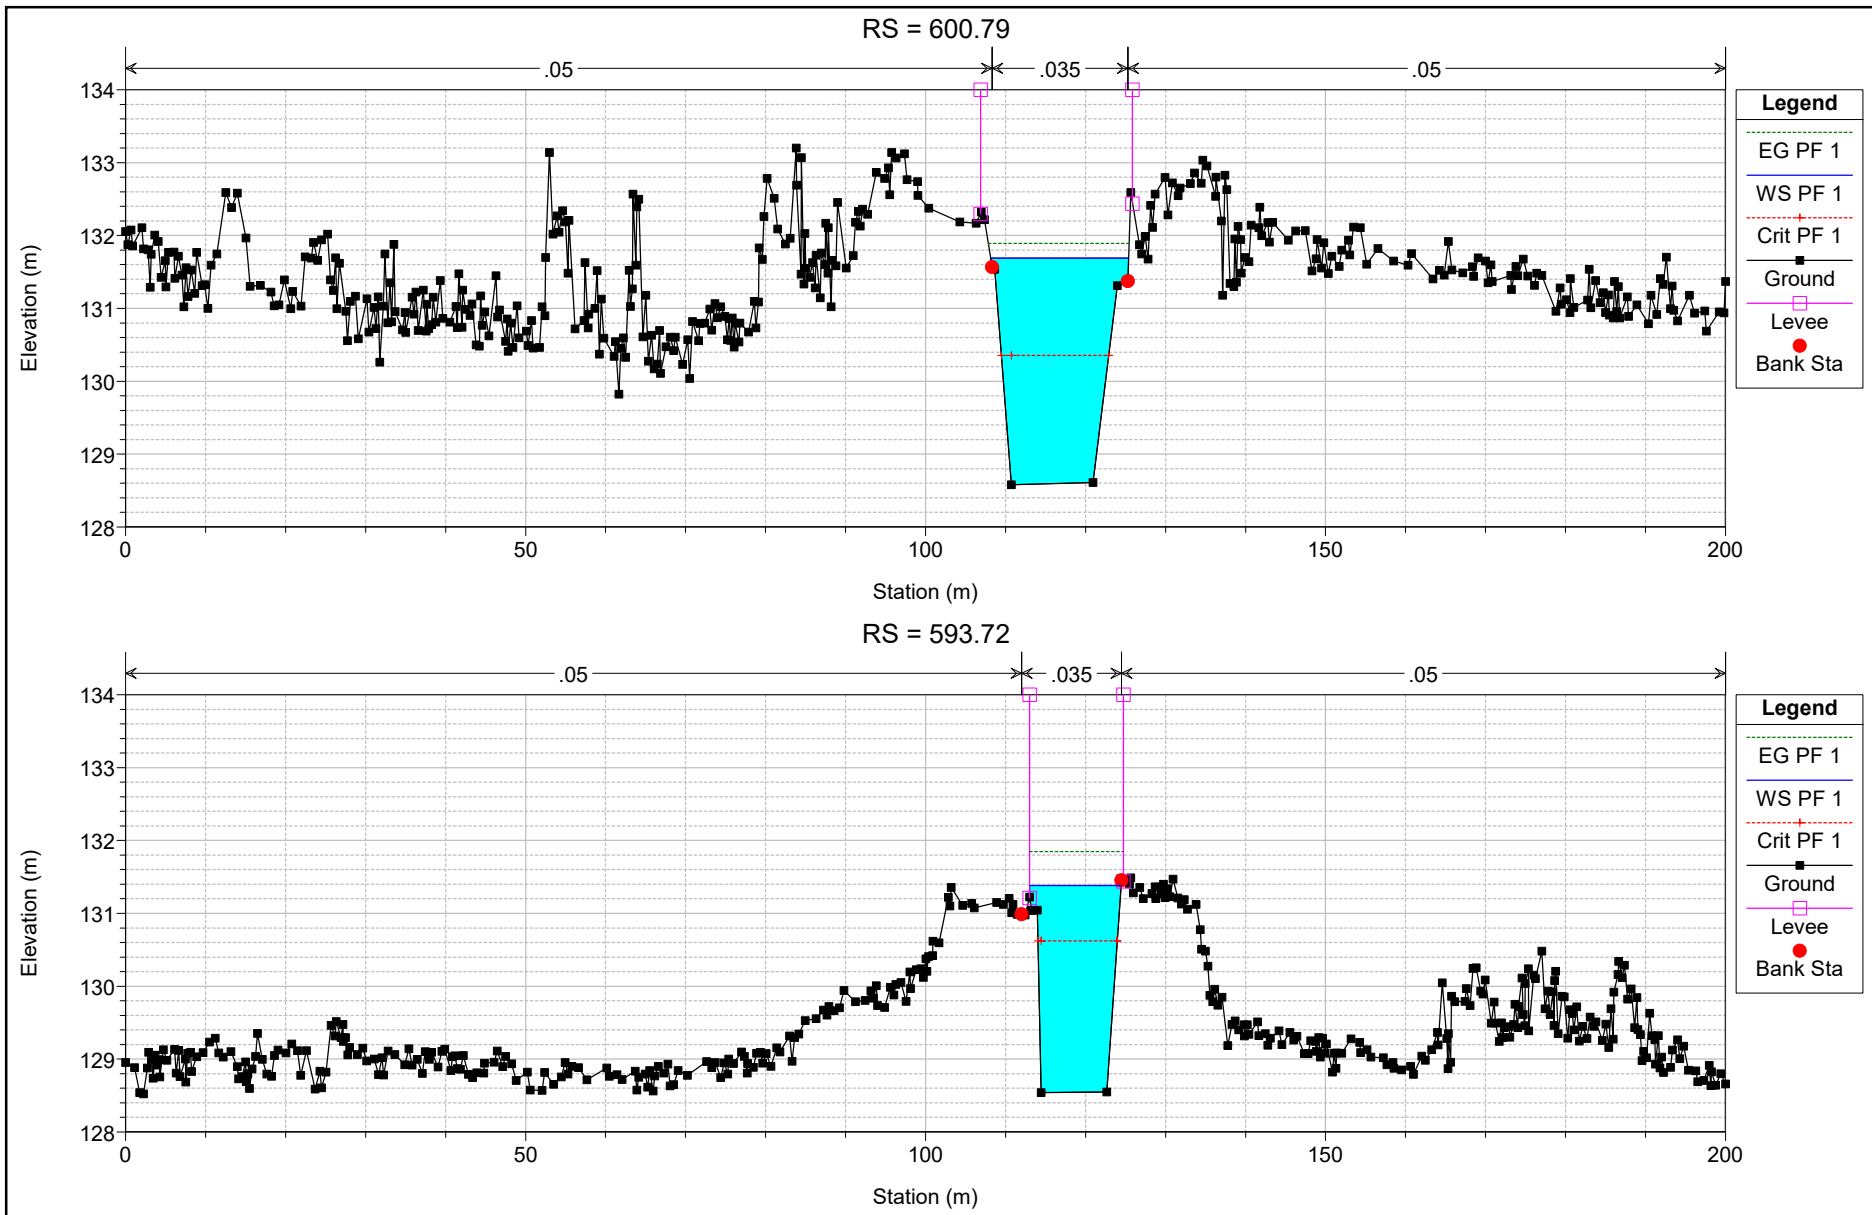 RS = 600.79
.05
.035
.05
134
133
132
131
130
129
128
Elevation (m)
0
50
100
150
200
Station (m)
Legend
EG PF 1
WS PF 1
Crit PF 1
Ground
Levee
Bank Sta
RS = 593.72
.05
.035
.05
134
133
132
131
130
129
128
Elevation (m)
0
50
100
150
200
Station (m)
Legend
EG PF 1
WS PF 1
Crit PF 1
Ground
Levee
Bank Sta